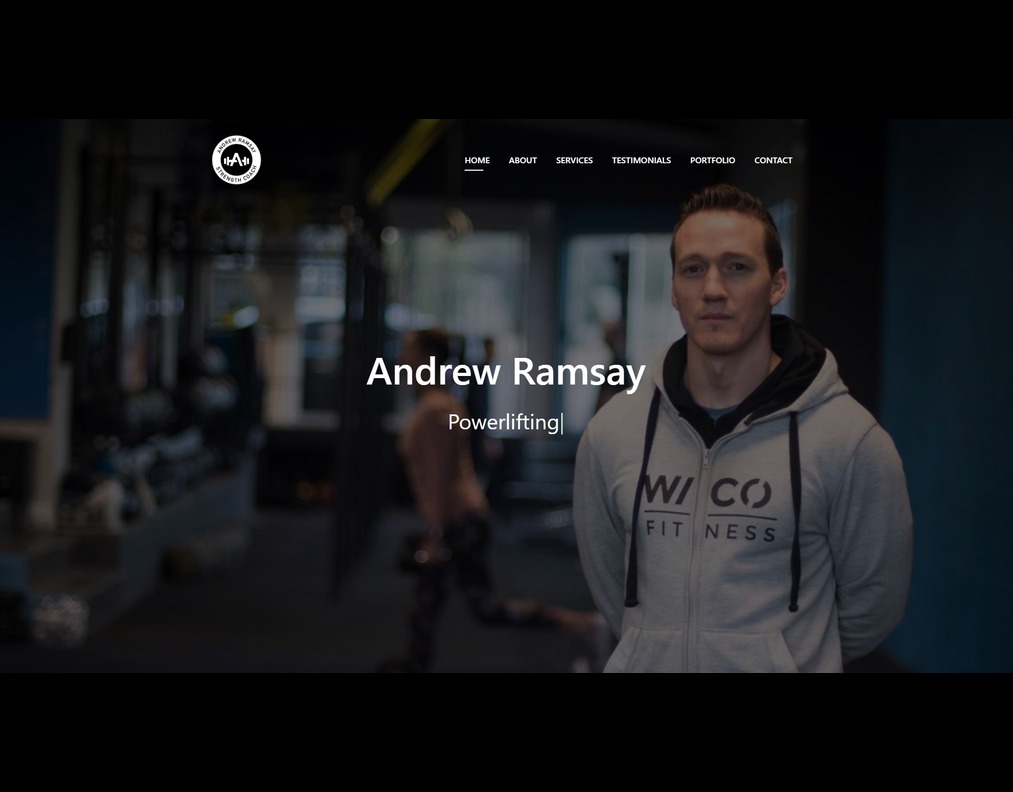 ANDREW RAMSAY
STRENGTH COACH
HOME ABOUT SERVICES TESTIMONIALS PORTFOLIO CONTACT
Andrew Ramsay
Powerlifting|
WI CO
FIT NESS